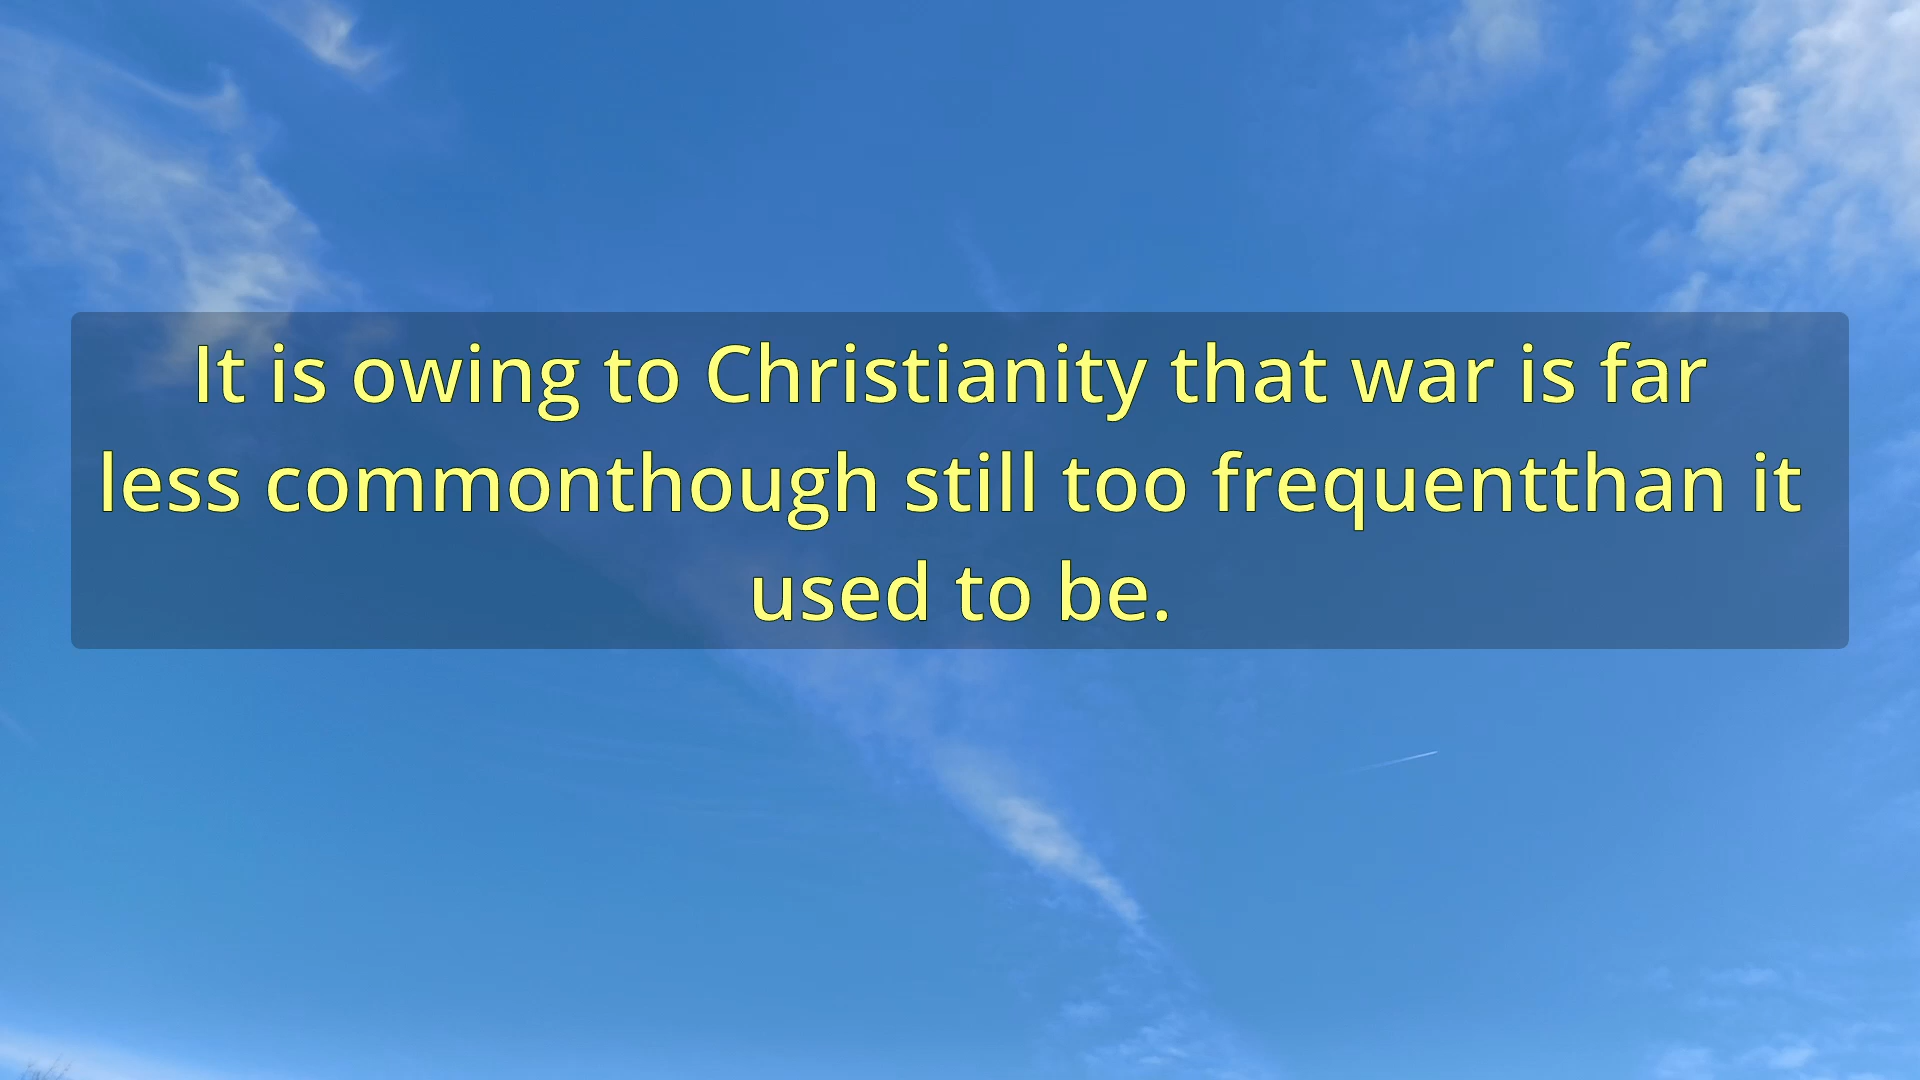 It is owing to Christianity that war is far
less commonthough still too frequentthan it
used to be.